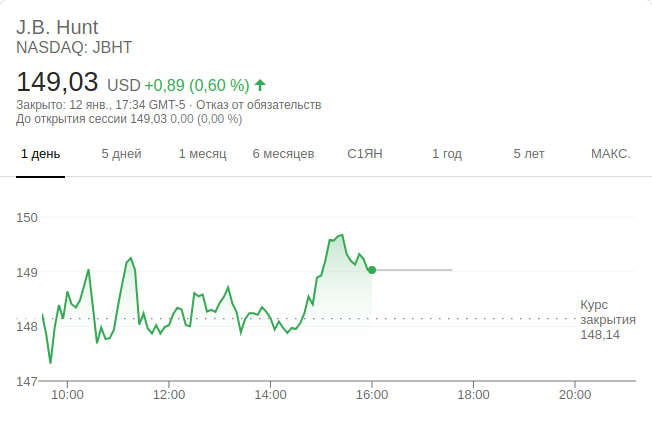 J.B. Hunt
NASDAQ: JBHT
149,03 USD +0,89 (0,60 %)
Закрыто: 12 янв., 17:34 GMT-5 · Отказ от обязательств
До открытия сессии 149,03 0,00 (0,00 %)
1 день 5 дней 1 месяц 6 месяцев С1ЯН 1 год 5 лет МАКС.
150
149
Курс
закрытия
148
148,14
147
10:00 12:00 14:00 16:00 18:00 20:00